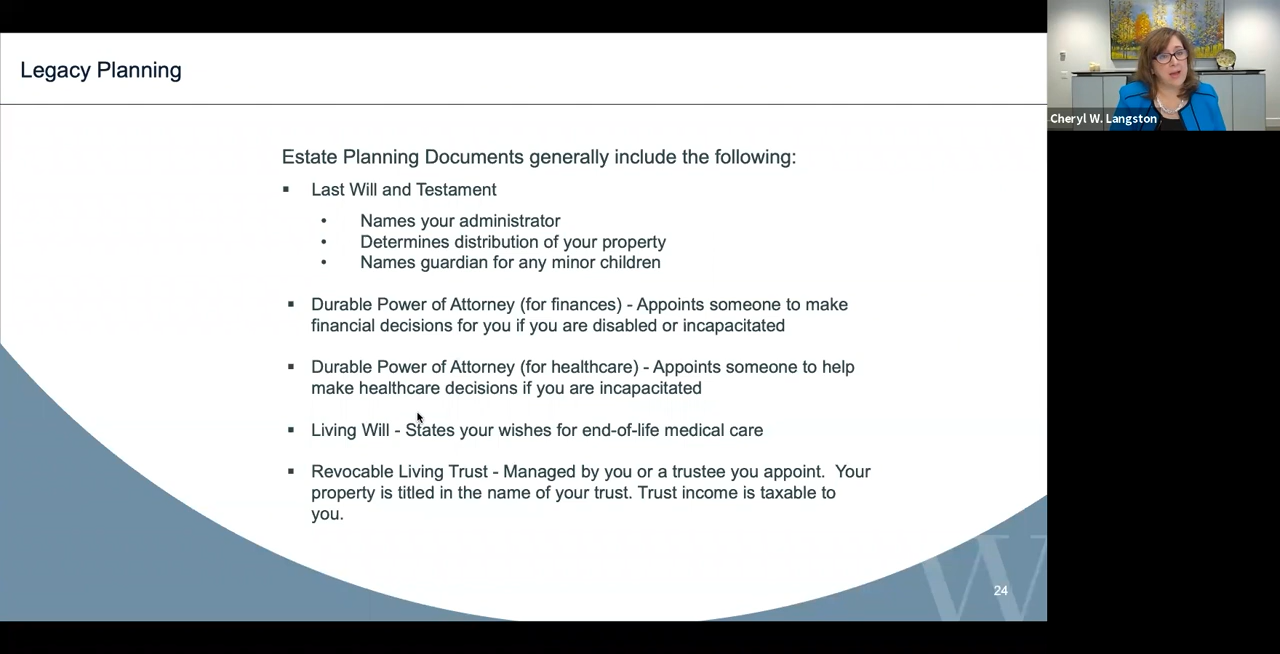 Legacy Planning
Estate Planning Documents generally include the following:
▪ Last Will and Testament
• Names your administrator
• Determines distribution of your property
• Names guardian for any minor children
▪ Durable Power of Attorney (for finances) - Appoints someone to make
financial decisions for you if you are disabled or incapacitated
▪ Durable Power of Attorney (for healthcare) - Appoints someone to help
make healthcare decisions if you are incapacitated
▪ Living Will - States your wishes for end-of-life medical care
▪ Revocable Living Trust - Managed by you or a trustee you appoint.  Your
property is titled in the name of your trust. Trust income is taxable to
you.
W
24
Cheryl W. Langston